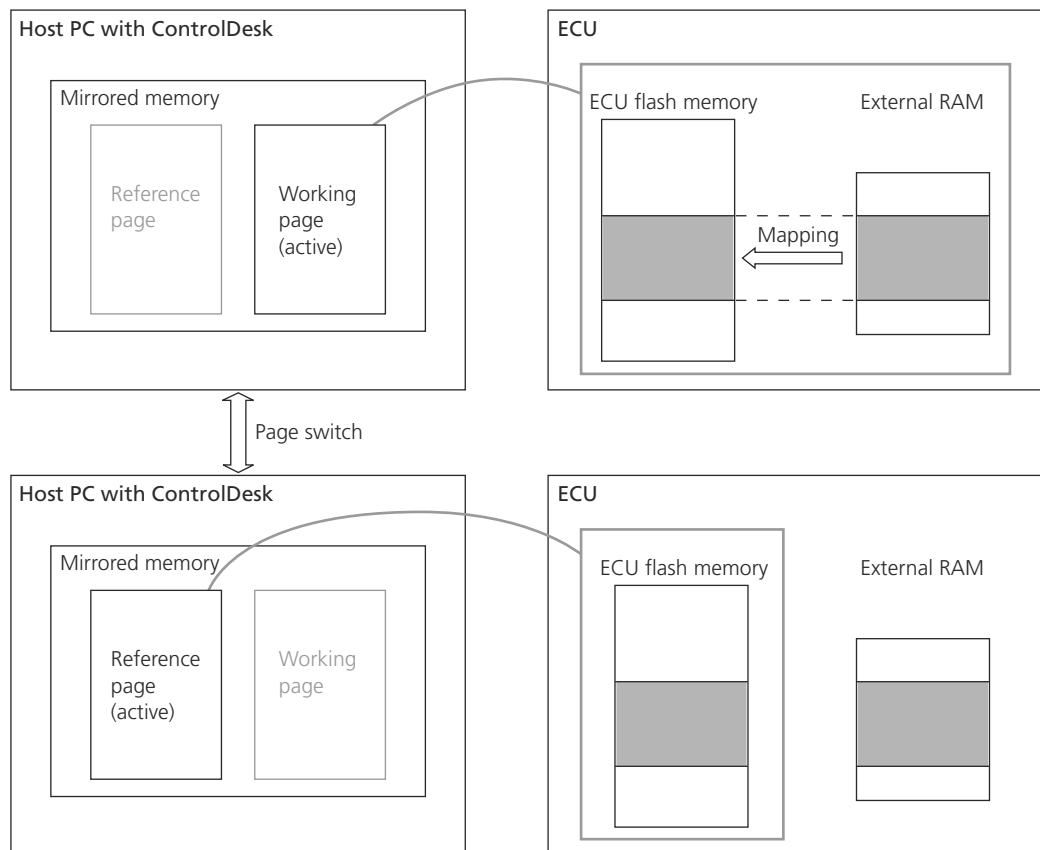 Host PC with ControlDesk
ECU
Mirrored memory
ECU flash memory
External RAM
Reference
page
Working
page
(active)
Mapping
Page switch
Host PC with ControlDesk
ECU
Mirrored memory
ECU flash memory
External RAM
Reference
page
(active)
Working
page